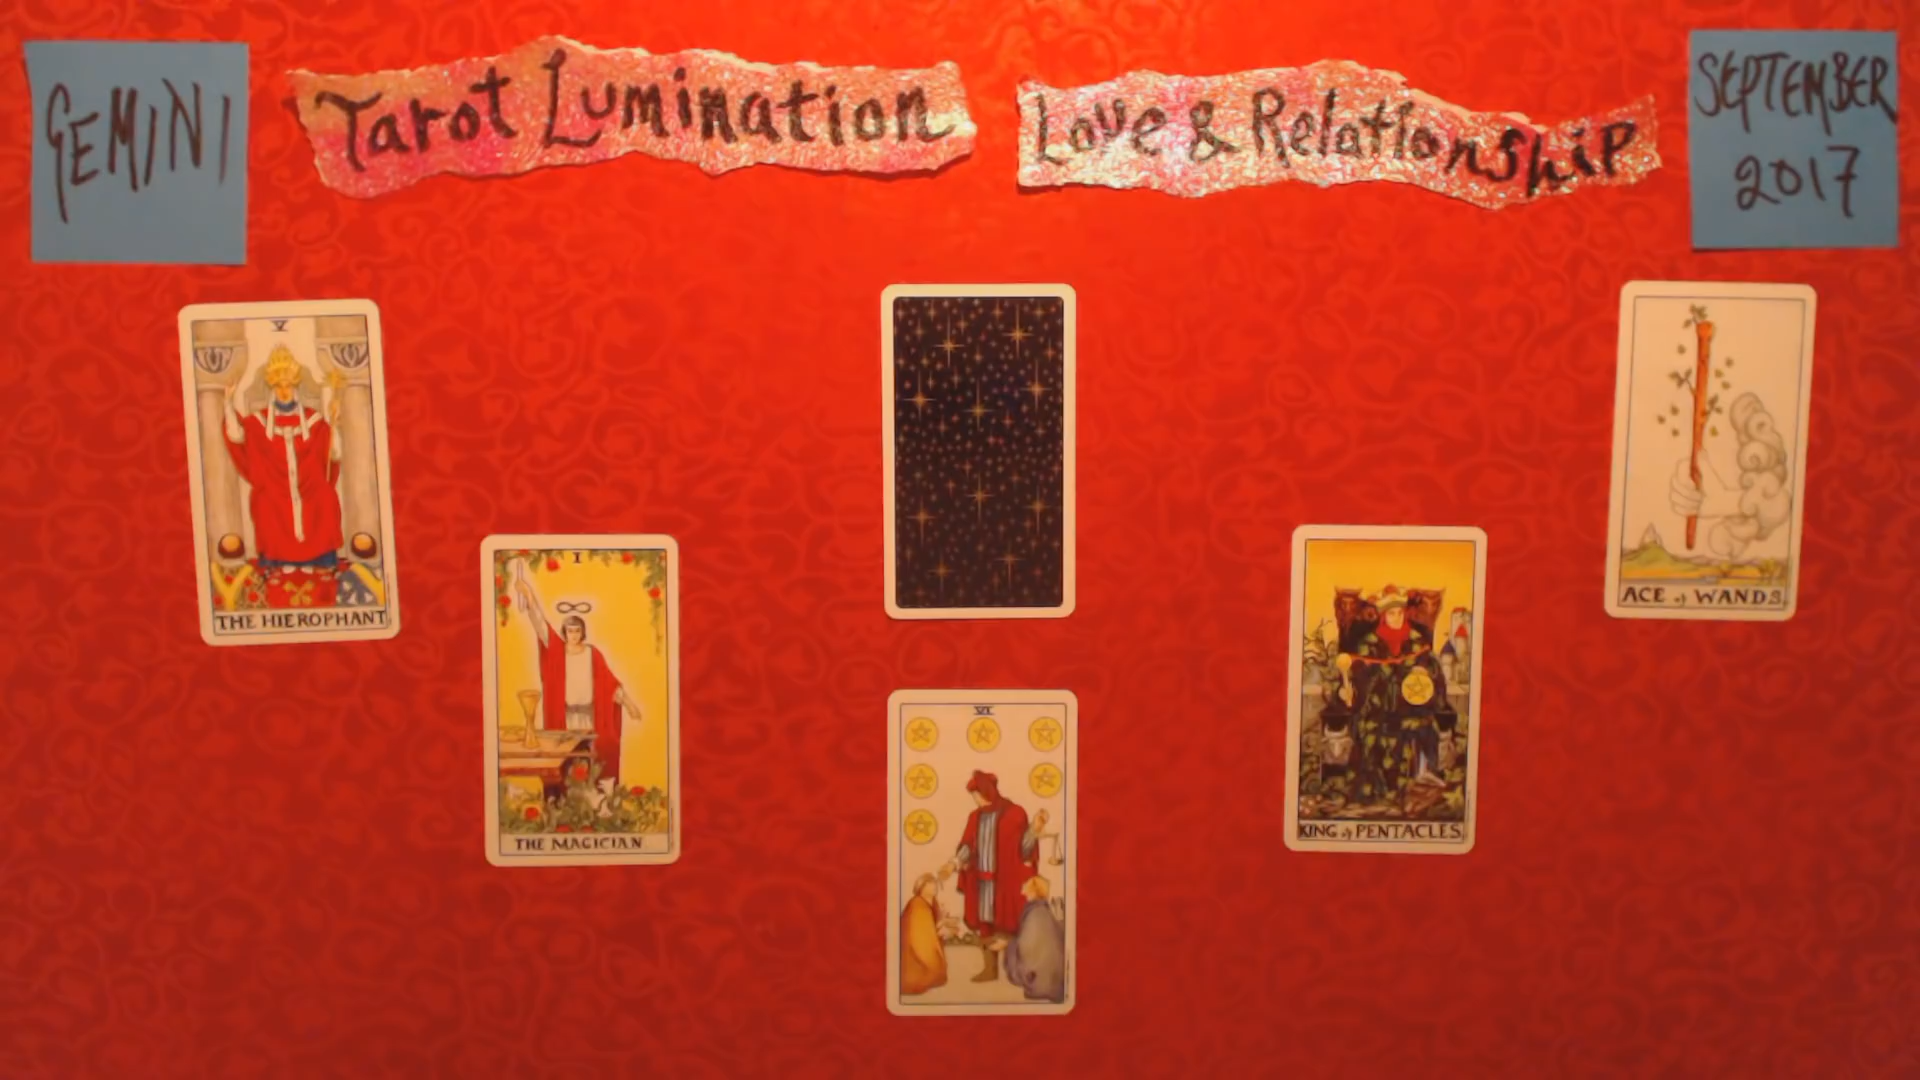 GEMINI
Tarot Lumination
Love & Relationship
SEPTEMBER
2017
V
THE HIEROPHANT
I
THE MAGICIAN
VI
KING of PENTACLES
ACE of WANDS